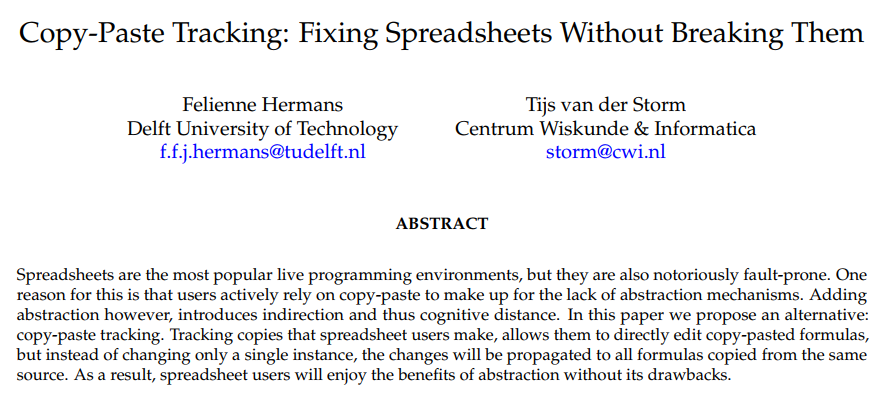 Copy-Paste Tracking: Fixing Spreadsheets Without Breaking Them
Felienne Hermans
Delft University of Technology
f.f.j.hermans@tudelft.nl
Tijs van der Storm
Centrum Wiskunde & Informatica
storm@cwi.nl
ABSTRACT
Spreadsheets are the most popular live programming environments, but they are also notoriously fault-prone. One
reason for this is that users actively rely on copy-paste to make up for the lack of abstraction mechanisms. Adding
abstraction however, introduces indirection and thus cognitive distance. In this paper we propose an alternative:
copy-paste tracking. Tracking copies that spreadsheet users make, allows them to directly edit copy-pasted formulas,
but instead of changing only a single instance, the changes will be propagated to all formulas copied from the same
source. As a result, spreadsheet users will enjoy the benefits of abstraction without its drawbacks.